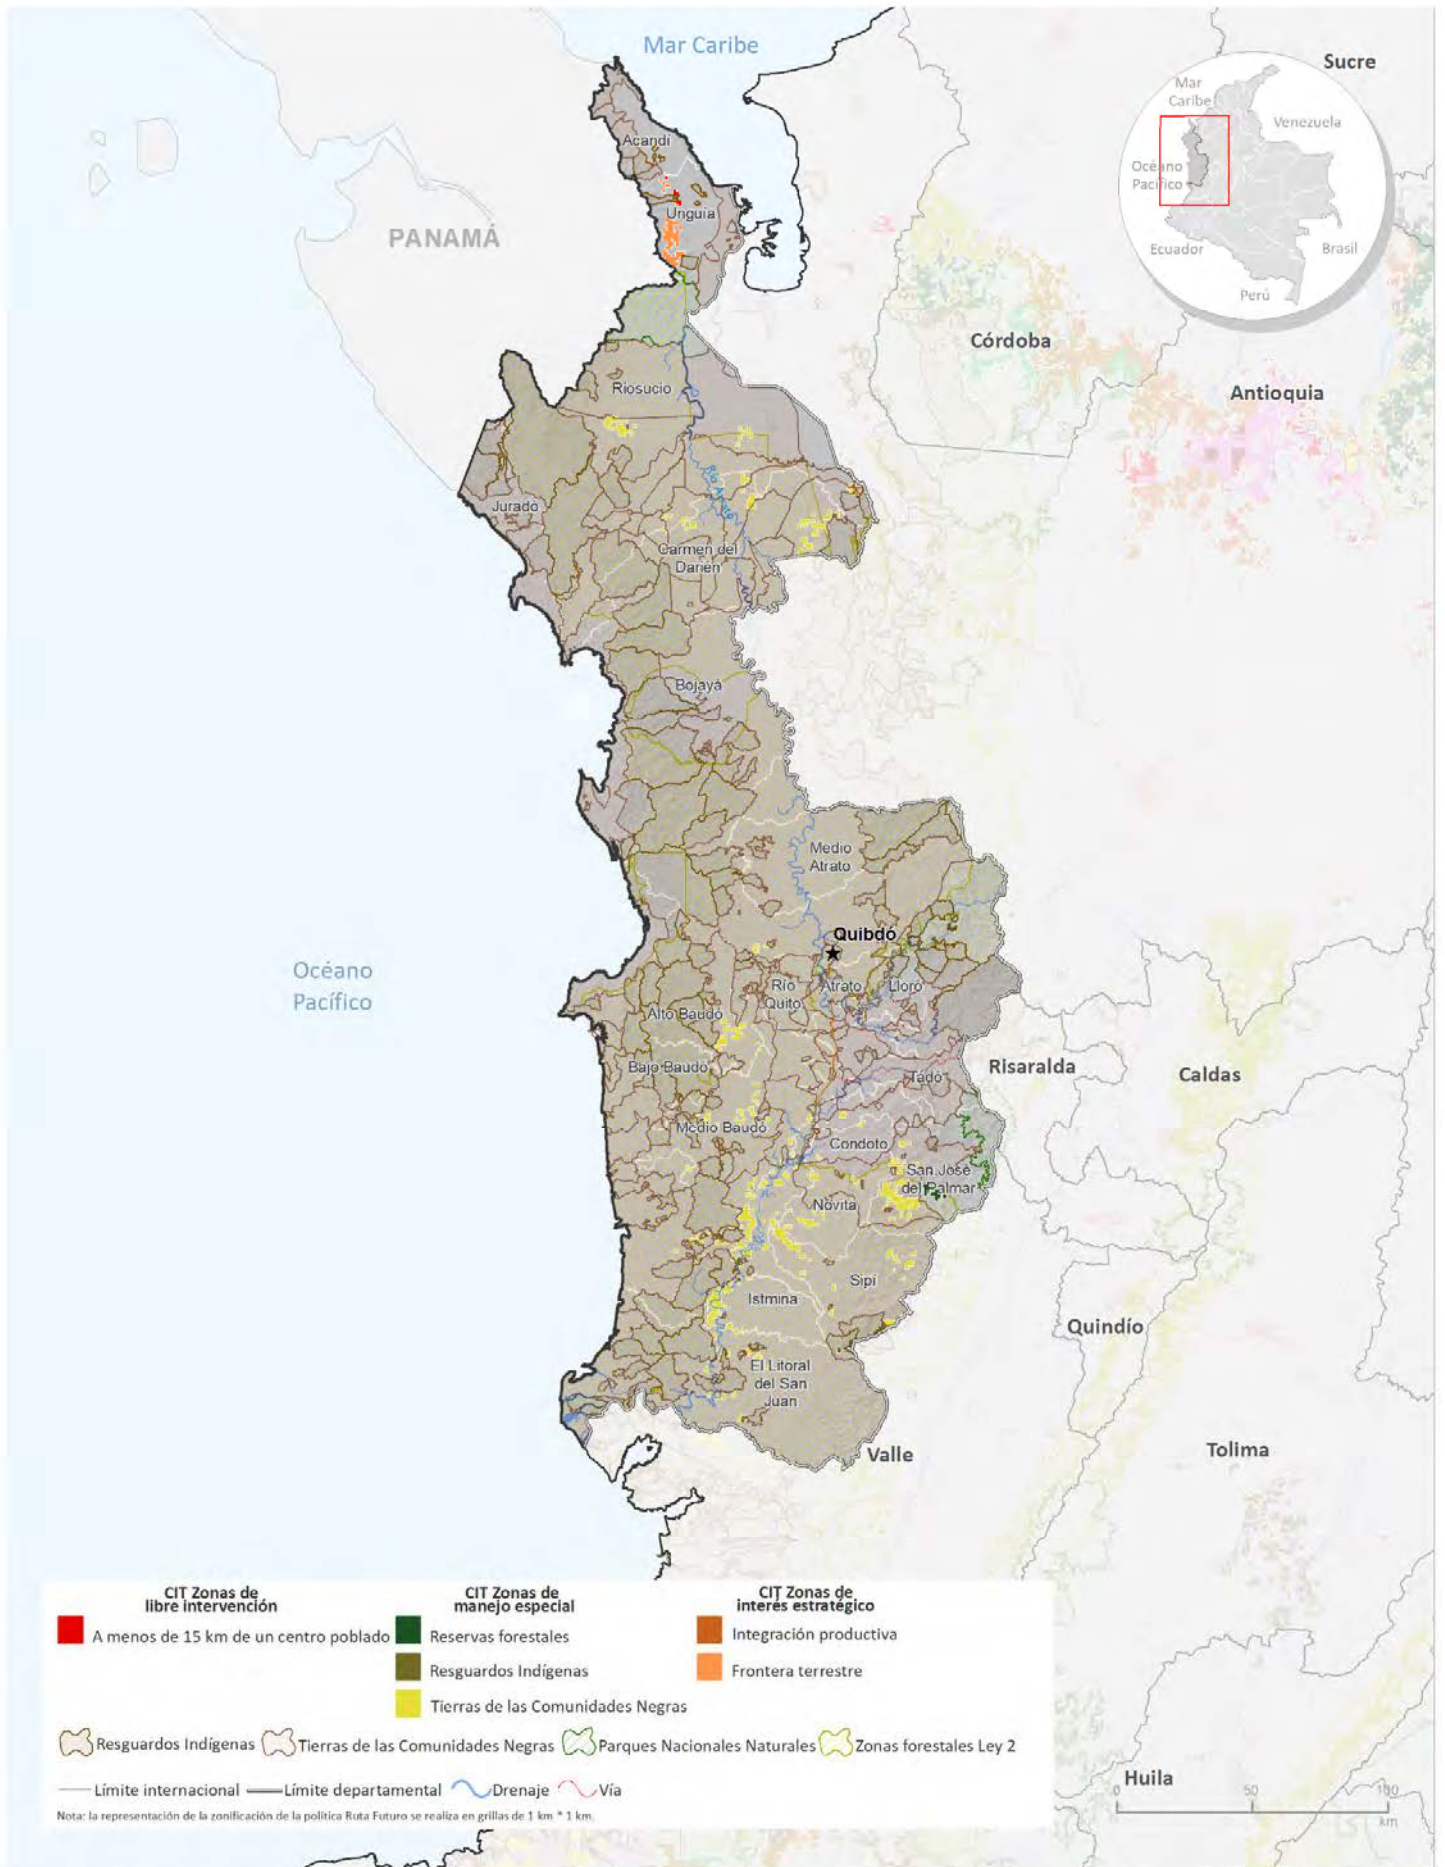 Mar Caribe
Sucre
Mar
Caribe
Venezuela
Océano
Pacífico
Ecuador
Brasil
Perú
Acandí
Unguía
PANAMÁ
Córdoba
Antioquia
Riosucio
Río Atrato
Juradó
Carmen del
Darién
Bojayá
Medio
Atrato
Quibdó
Océano
Pacífico
Río
Quito
Atrato
Lloró
Alto Baudó
Bajo Baudó
Tadó
Risaralda
Caldas
Medio Baudó
Condoto
San José
del Palmar
Nóvita
Sipí
Istmina
Quindío
El Litoral
del San
Juan
Valle
Tolima
Huila
0 50 100
km
CIT Zonas de
libre intervención
A menos de 15 km de un centro poblado
CIT Zonas de
manejo especial
Reservas forestales
Resguardos Indígenas
Tierras de las Comunidades Negras
CIT Zonas de
interés estratégico
Integración productiva
Frontera terrestre
Resguardos Indígenas Tierras de las Comunidades Negras Parques Nacionales Naturales Zonas forestales Ley 2
Límite internacional Límite departamental Drenaje Vía
Nota: la representación de la zonificación de la política Ruta Futuro se realiza en grillas de 1 km * 1 km.